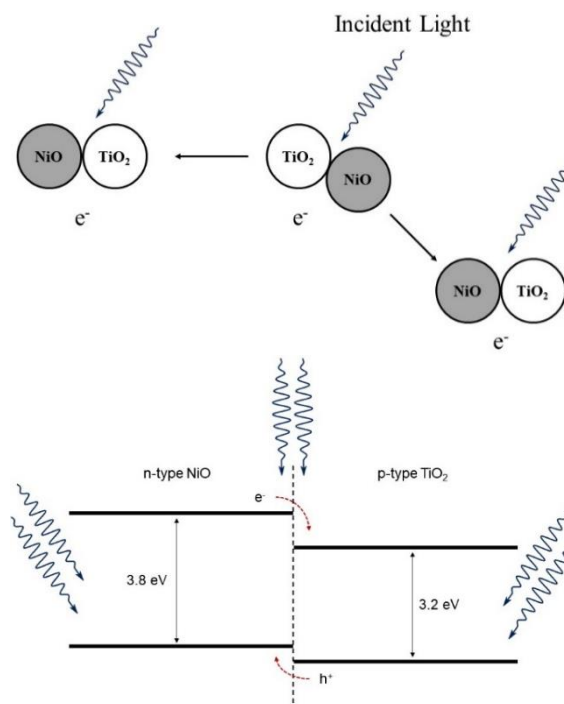 Incident Light
NiO TiO₂
e⁻
TiO₂ NiO
e⁻
NiO TiO₂
e⁻
n-type NiO
p-type TiO₂
e⁻
3.8 eV
3.2 eV
h⁺